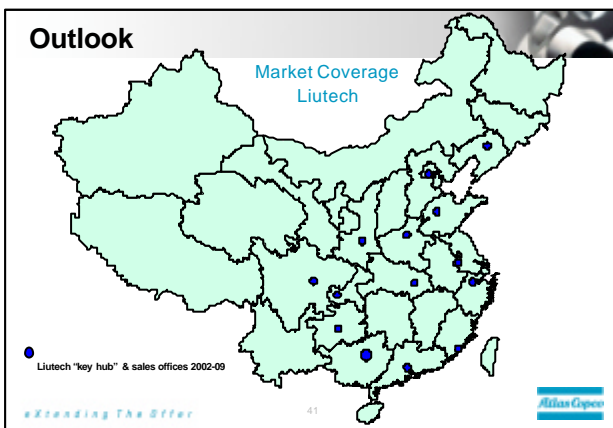 Outlook
Market Coverage
Liutech
Liutech "key hub" & sales offices 2002-09
eXtending The Offer
41
Atlas Copco